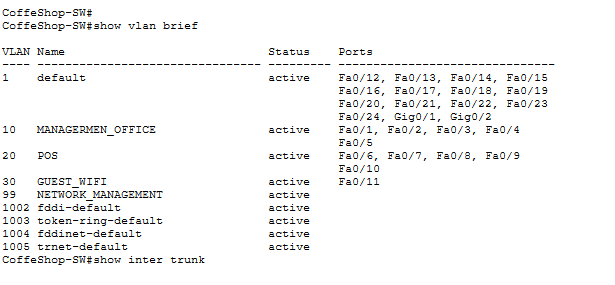 CoffeShop-SW#
CoffeShop-SW#show vlan brief
VLAN Name                             Status    Ports
---- -------------------------------- --------- -------------------------------
1    default                          active    Fa0/12, Fa0/13, Fa0/14, Fa0/15
                                                Fa0/16, Fa0/17, Fa0/18, Fa0/19
                                                Fa0/20, Fa0/21, Fa0/22, Fa0/23
                                                Fa0/24, Gig0/1, Gig0/2
10   MANAGERMEN_OFFICE                active    Fa0/1, Fa0/2, Fa0/3, Fa0/4
                                                Fa0/5
20   POS                              active    Fa0/6, Fa0/7, Fa0/8, Fa0/9
                                                Fa0/10
30   GUEST_WIFI                       active    Fa0/11
99   NETWORK_MANAGEMENT               active
1002 fddi-default                     active
1003 token-ring-default               active
1004 fddinet-default                  active
1005 trnet-default                    active
CoffeShop-SW#show inter trunk